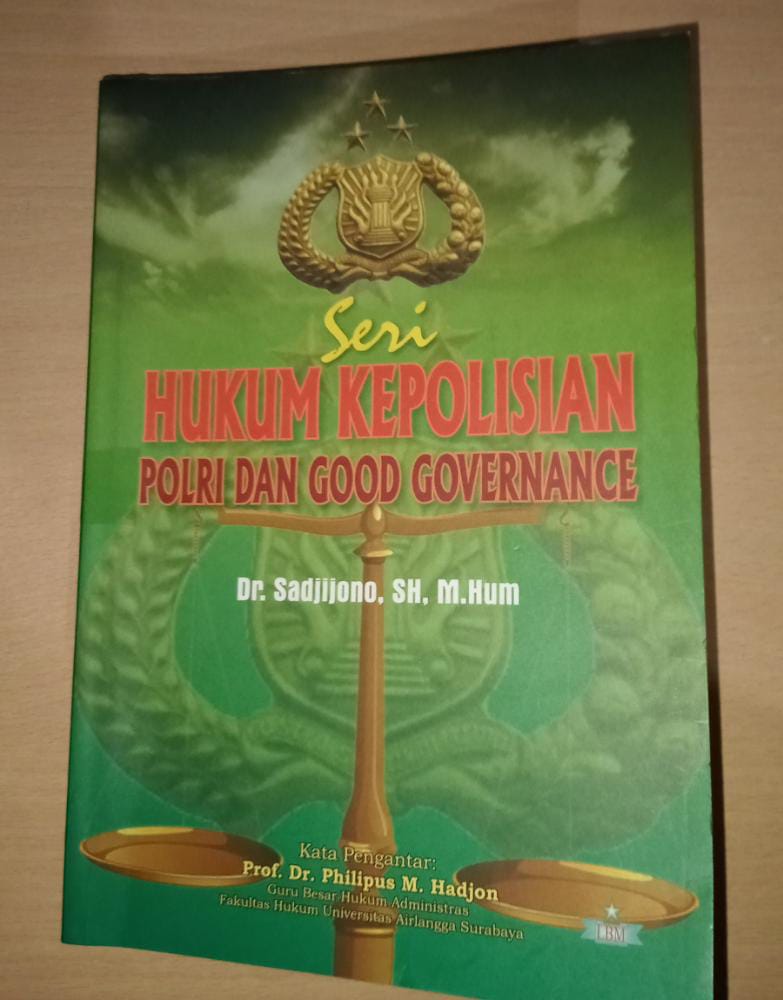 Seri
HUKUM KEPOLISIAN
POLRI DAN GOOD GOVERNANCE
Dr. Sadjijono, SH, M.Hum
Kata Pengantar:
Prof. Dr. Philipus M. Hadjon
Guru Besar Hukum Administras
Fakultas Hukum Universitas Airlangga Surabaya
LBM